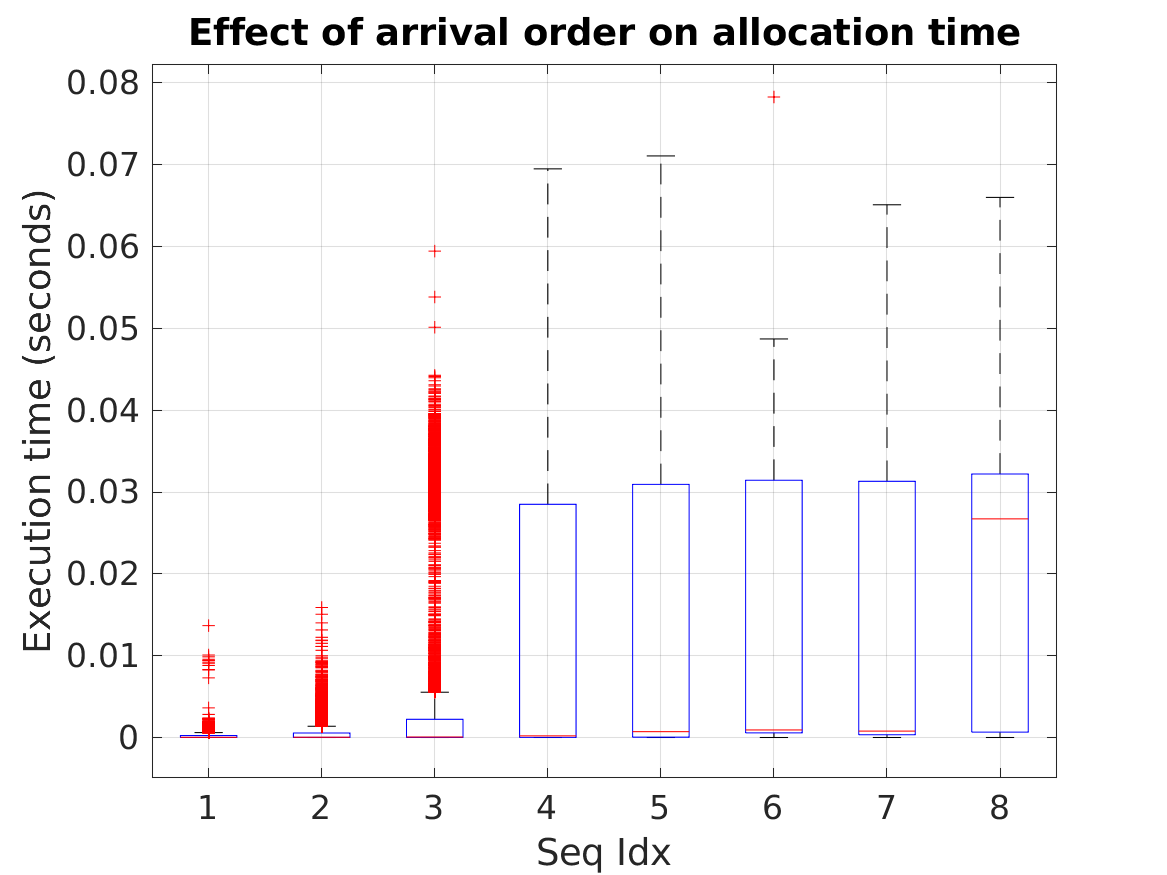 Effect of arrival order on allocation time
Execution time (seconds)
0.08
0.07
0.06
0.05
0.04
0.03
0.02
0.01
0
1 2 3 4 5 6 7 8
Seq Idx